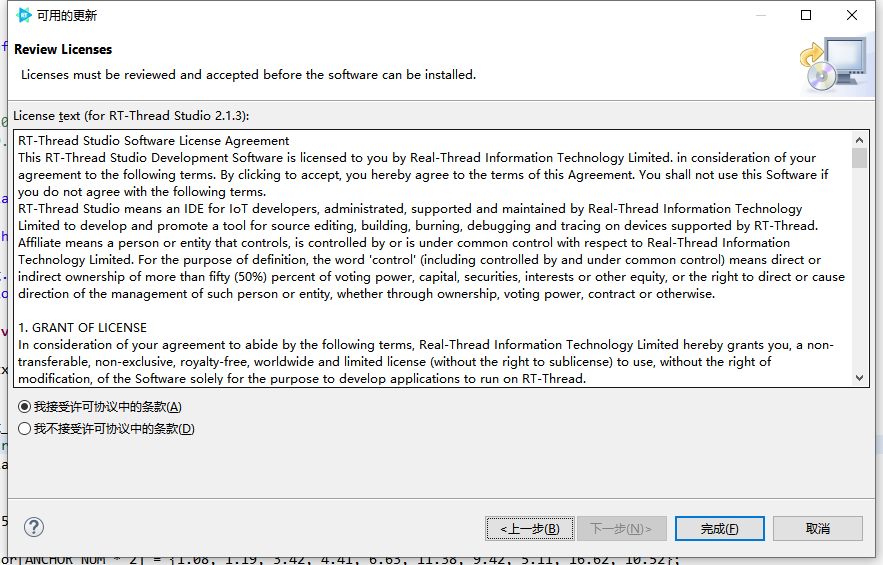 可用的更新
Review Licenses
Licenses must be reviewed and accepted before the software can be installed.
License text (for RT-Thread Studio 2.1.3):
RT-Thread Studio Software License Agreement
This RT-Thread Studio Development Software is licensed to you by Real-Thread Information Technology Limited. in consideration of your
agreement to the following terms. By clicking to accept, you hereby agree to the terms of this Agreement. You shall not use this Software if
you do not agree with the following terms.
RT-Thread Studio means an IDE for IoT developers, administrated, supported and maintained by Real-Thread Information Technology
Limited to develop and promote a tool for source editing, building, burning, debugging and tracing on devices supported by RT-Thread.
Affiliate means a person or entity that controls, is controlled by or is under common control with respect to Real-Thread Information
Technology Limited. For the purpose of definition, the word 'control' (including controlled by and under common control) means direct or
indirect ownership of more than fifty (50%) percent of voting power, capital, securities, interests or other equity, or the right to direct or cause
direction of the management of such person or entity, whether through ownership, voting power, contract or otherwise.
1. GRANT OF LICENSE
In consideration of your agreement to abide by the following terms, Real-Thread Information Technology Limited hereby grants you, a non-
transferable, non-exclusive, royalty-free, worldwide and limited license (without the right to sublicense) to use, without the right of
modification, of the Software solely for the purpose to develop applications to run on RT-Thread.
我接受许可协议中的条款(A)
我不接受许可协议中的条款(D)
<上一步(B) 下一步(N)> 完成(F) 取消
or[ANCHOR_NUM * 2] = {1.08, 1.19, 3.42, 4.41, 6.63, 11.38, 9.42, 5.11, 16.62, 10.52};